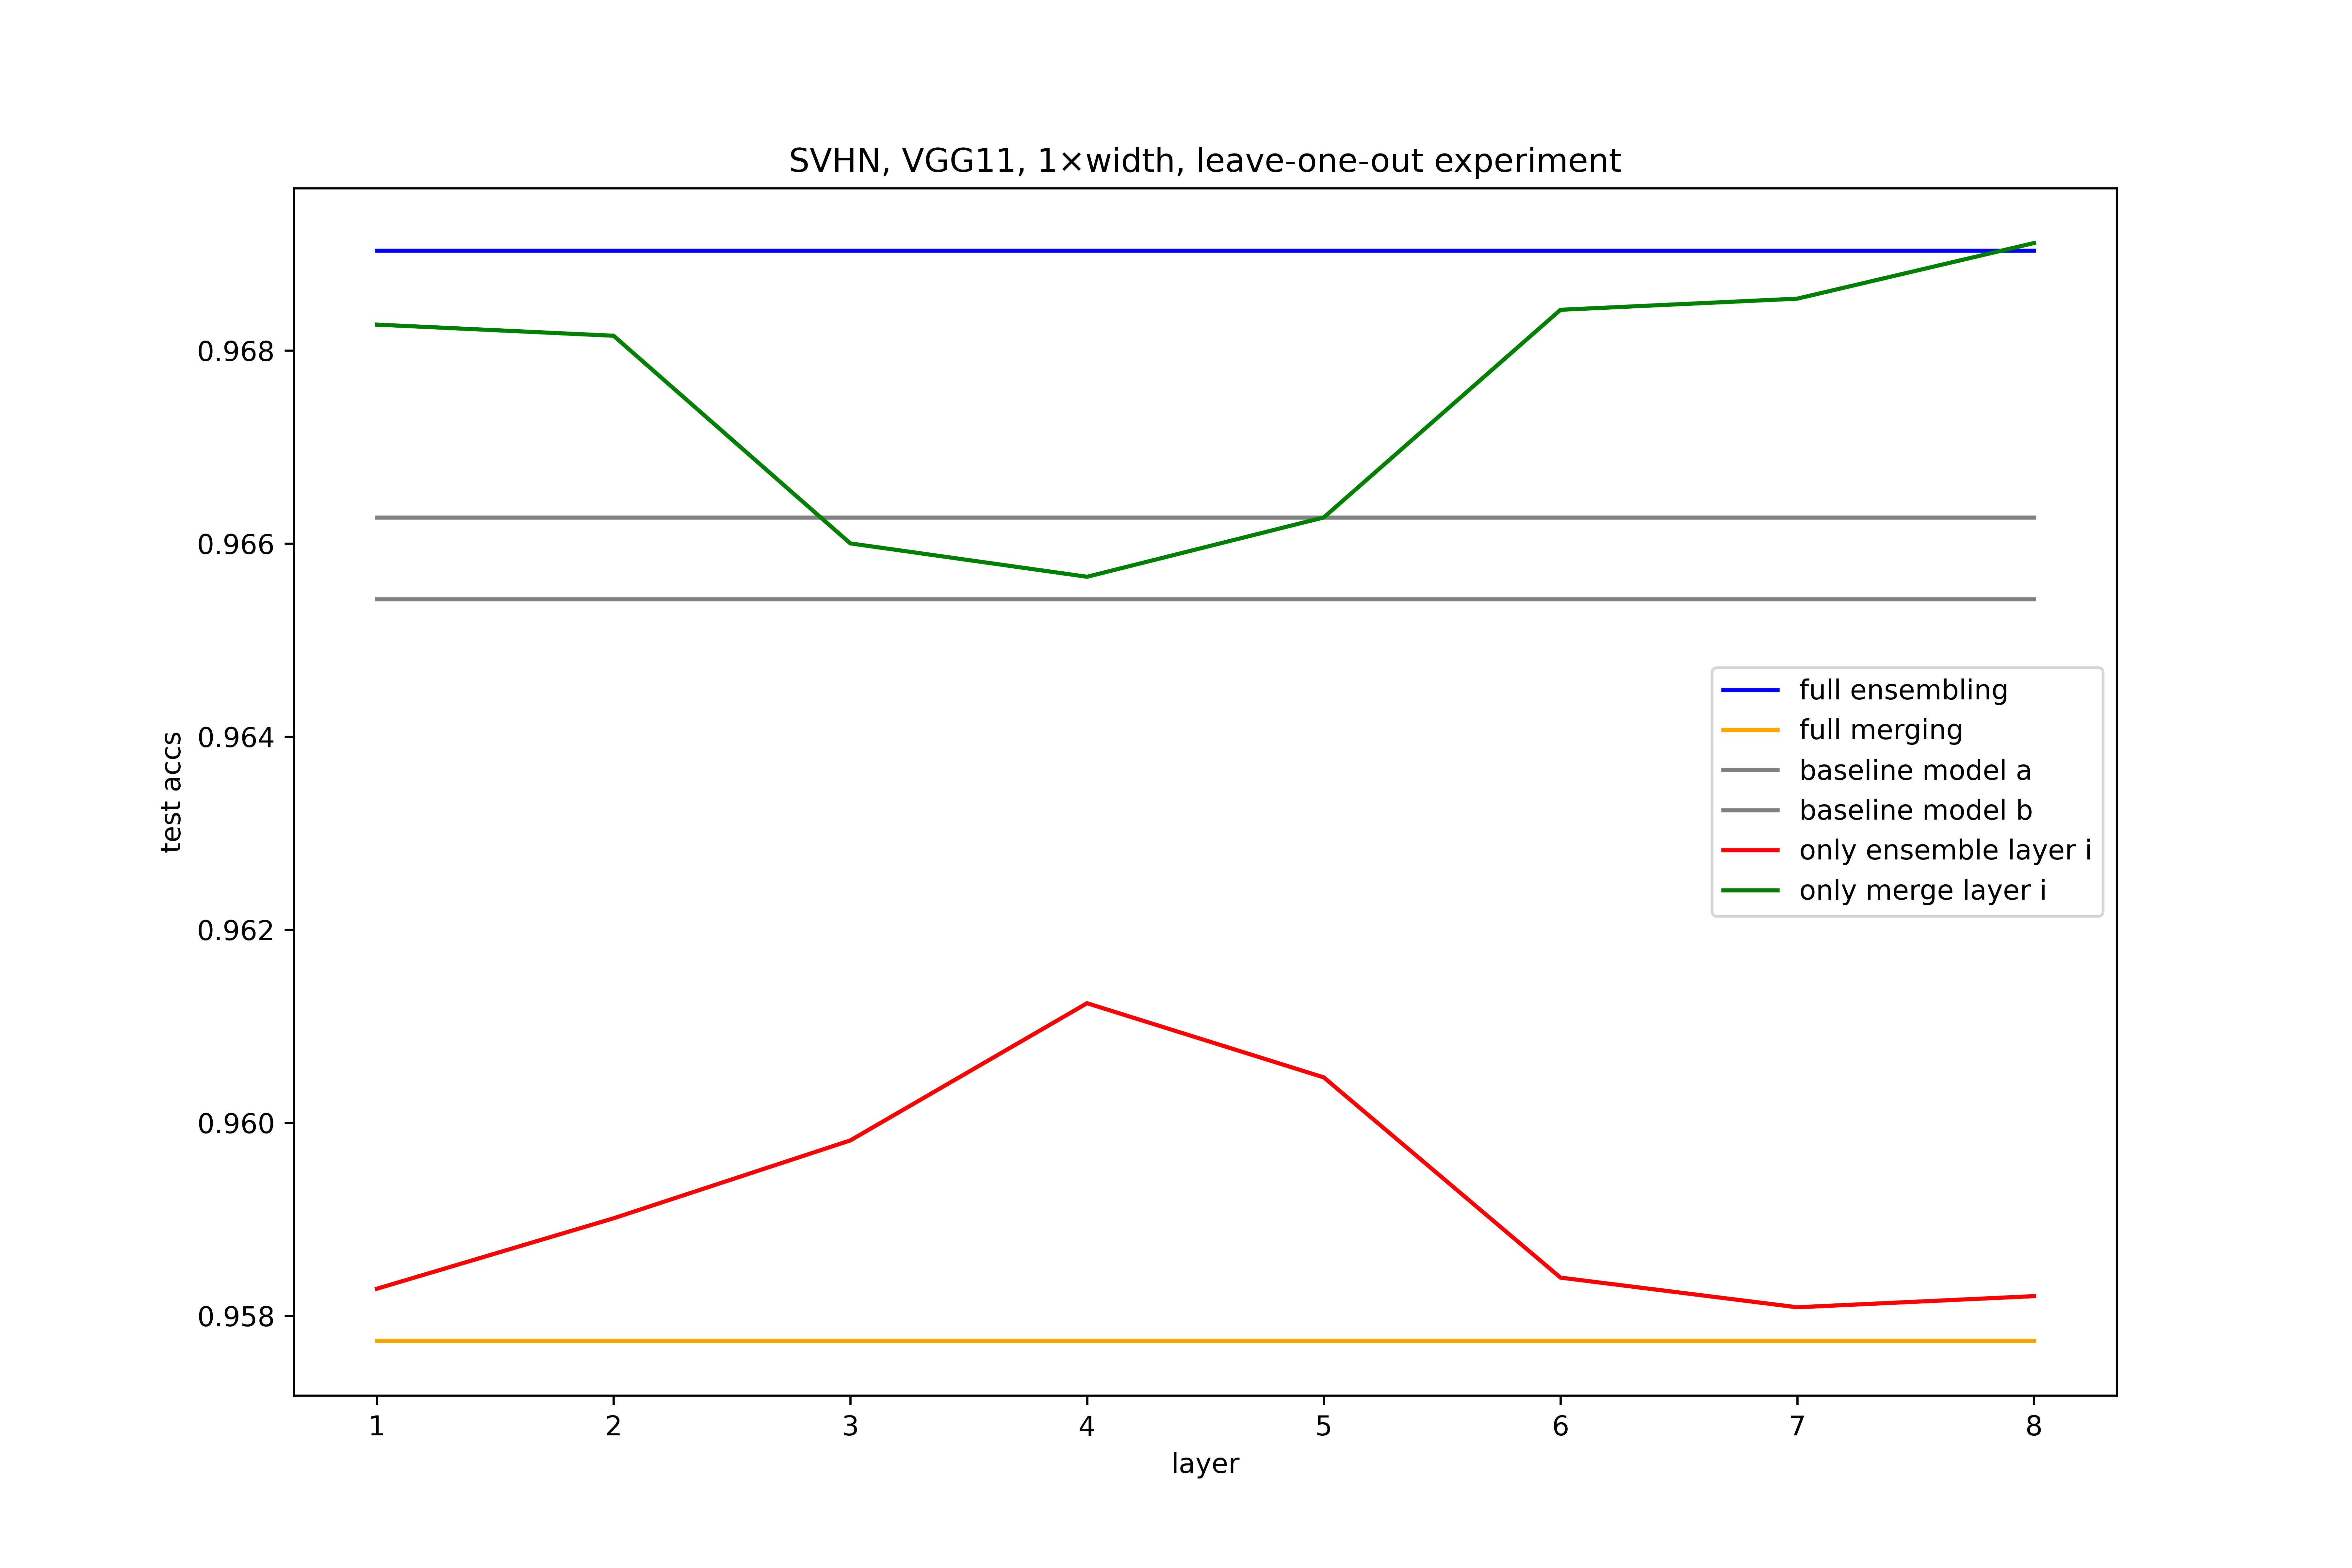 SVHN, VGG11, 1×width, leave-one-out experiment
test accs
0.968
0.966
0.964
0.962
0.960
0.958
full ensembling
full merging
baseline model a
baseline model b
only ensemble layer i
only merge layer i
1 2 3 4 5 6 7 8
layer